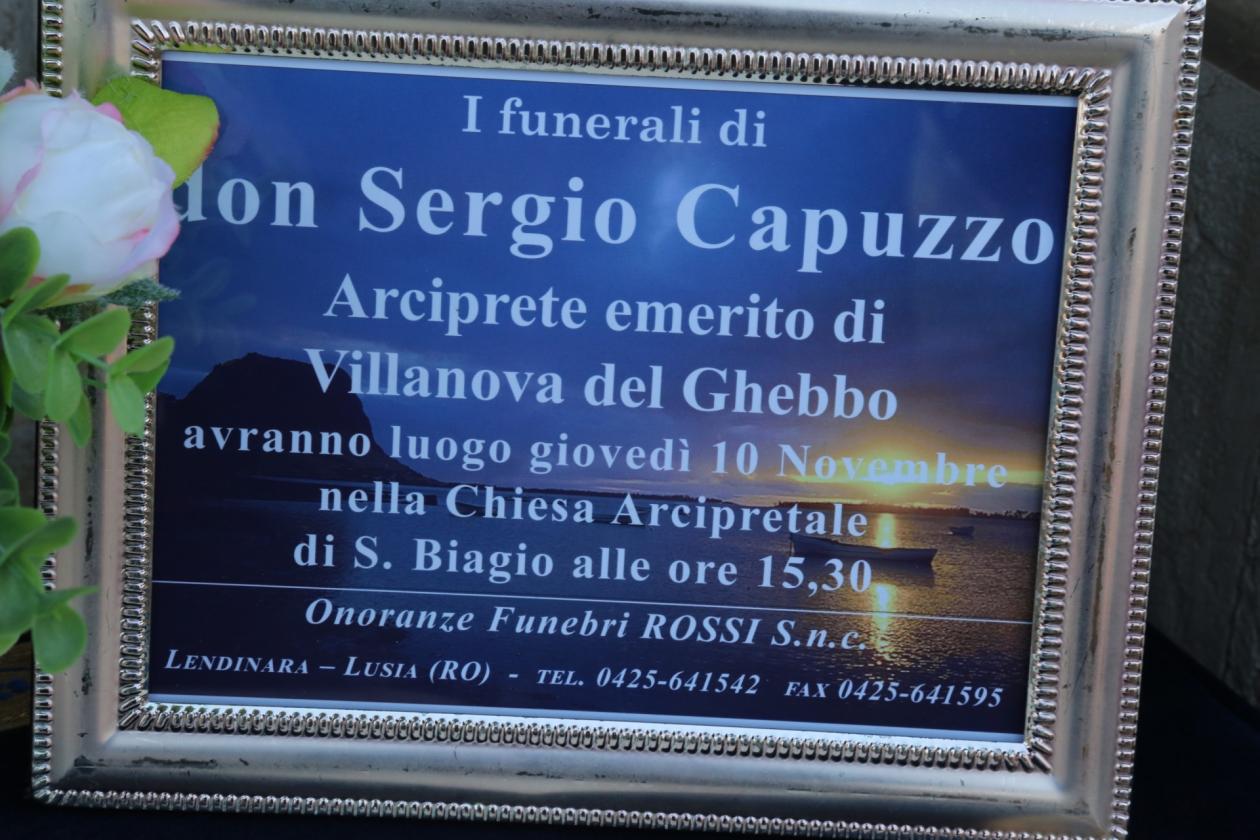 I funerali di
don Sergio Capuzzo
Arciprete emerito di
Villanova del Ghebbo
avranno luogo giovedì 10 Novembre
nella Chiesa Arcipretale
di S. Biagio alle ore 15,30
Onoranze Funebri ROSSI S.n.c.
LENDINARA – LUSIA (RO) - TEL. 0425-641542 FAX 0425-641595